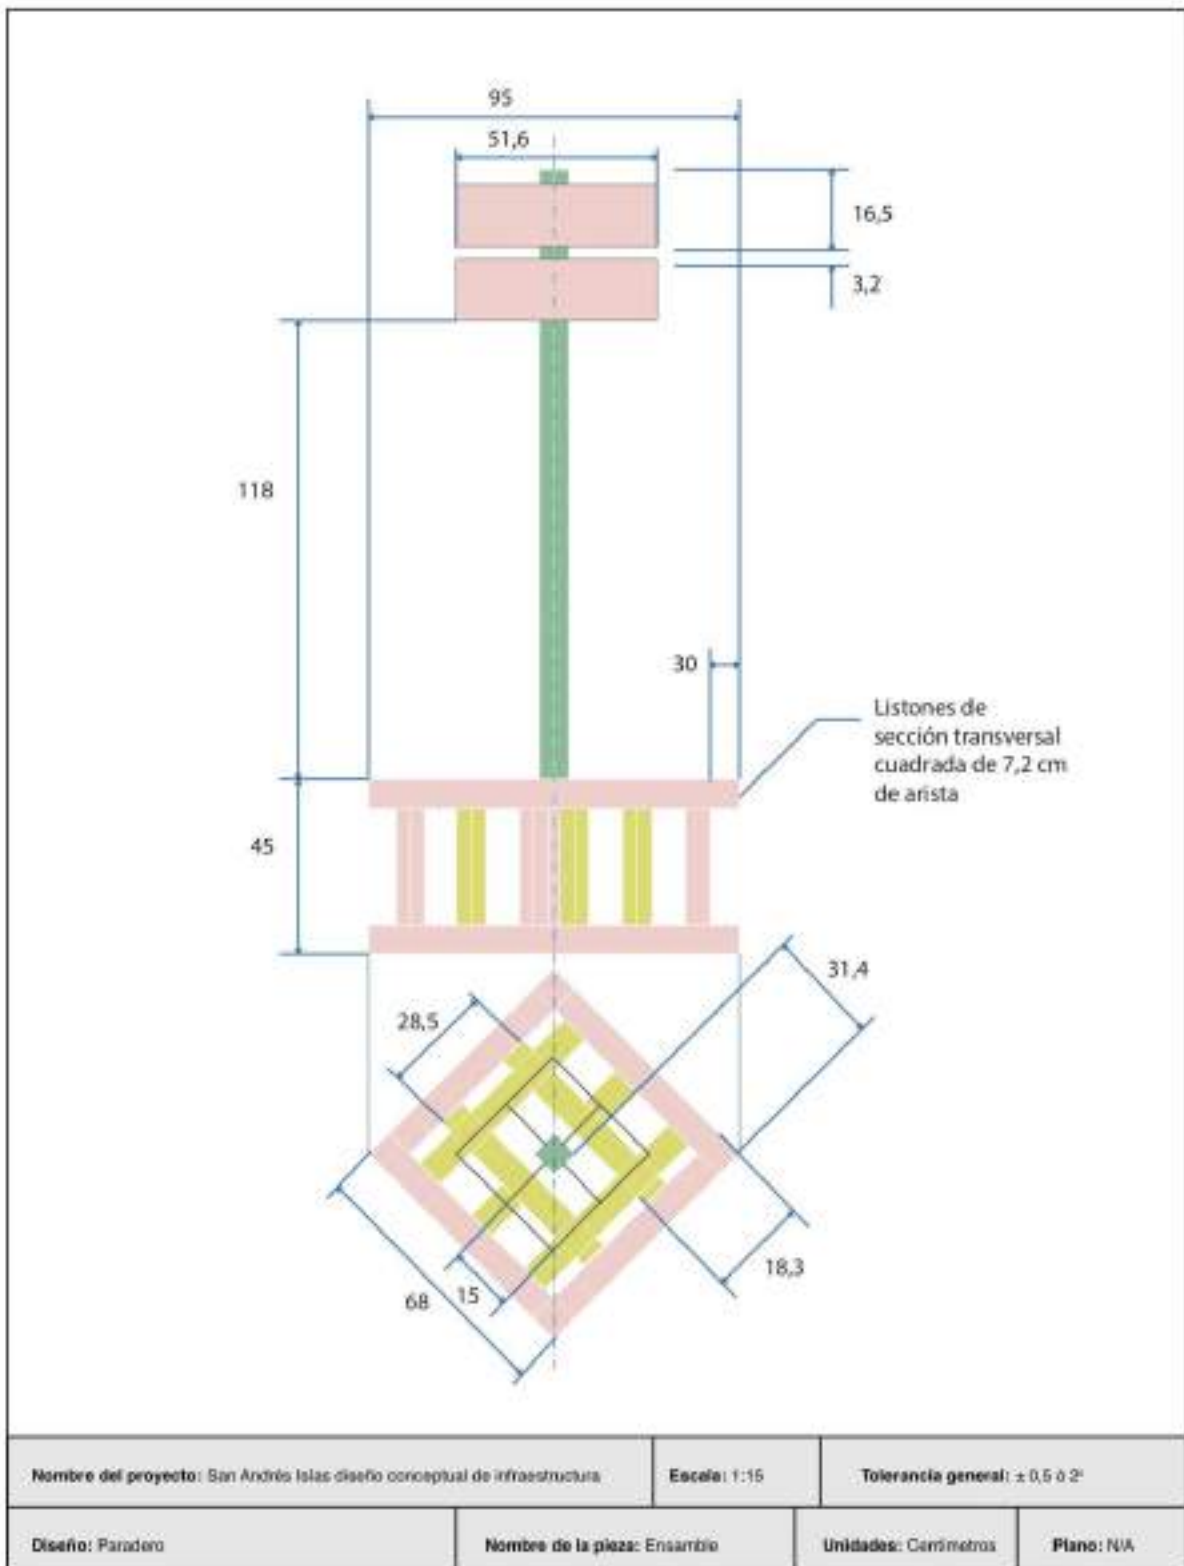 95
51,6
16,5
3,2
118
30
Listones de
sección transversal
cuadrada de 7,2 cm
de arista
45
31,4
28,5
18,3
15
68
Nombre del proyecto: San Andrés Islas diseño conceptual de infraestructura
Escala: 1:15
Tolerancia general: ± 0,5 ó 2º
Diseño: Paradero
Nombre de la pieza: Ensamble
Unidades: Centímetros
Plano: N/A